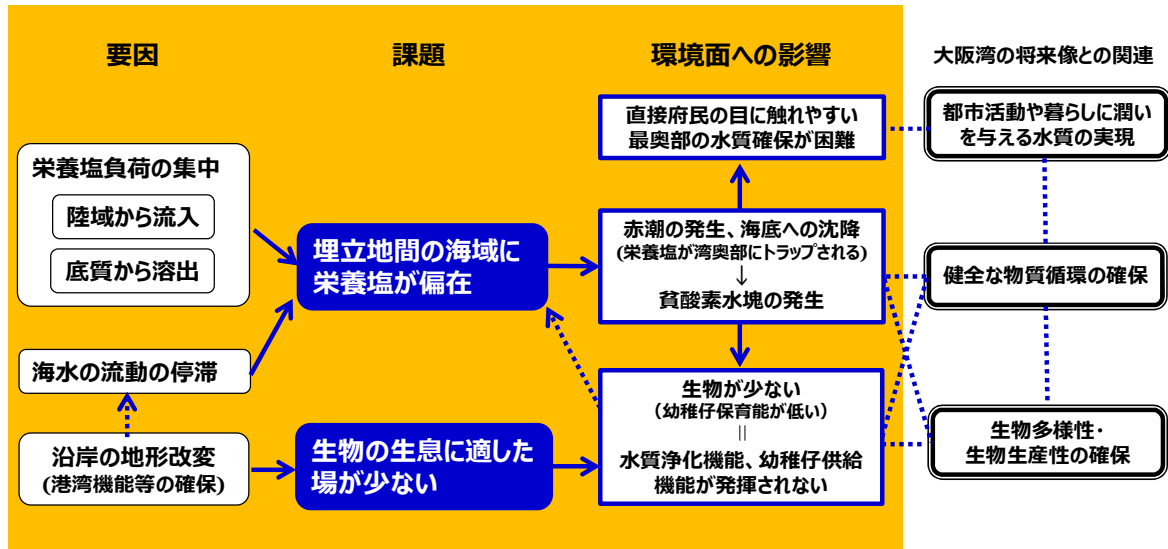 要因
課題
環境面への影響
大阪湾の将来像との関連
栄養塩負荷の集中
陸域から流入
底質から溶出
海水の流動の停滞
沿岸の地形改変
(港湾機能等の確保)
埋立地間の海域に
栄養塩が偏在
生物の生息に適した
場が少ない
直接府民の目に触れやすい
最奥部の水質確保が困難
赤潮の発生、海底への沈降
(栄養塩が湾奥部にトラップされる)
↓
貧酸素水塊の発生
生物が少ない
(幼稚仔保育能が低い)
||
水質浄化機能、幼稚仔供給
機能が発揮されない
都市活動や暮らしに潤い
を与える水質の実現
健全な物質循環の確保
生物多様性・
生物生産性の確保